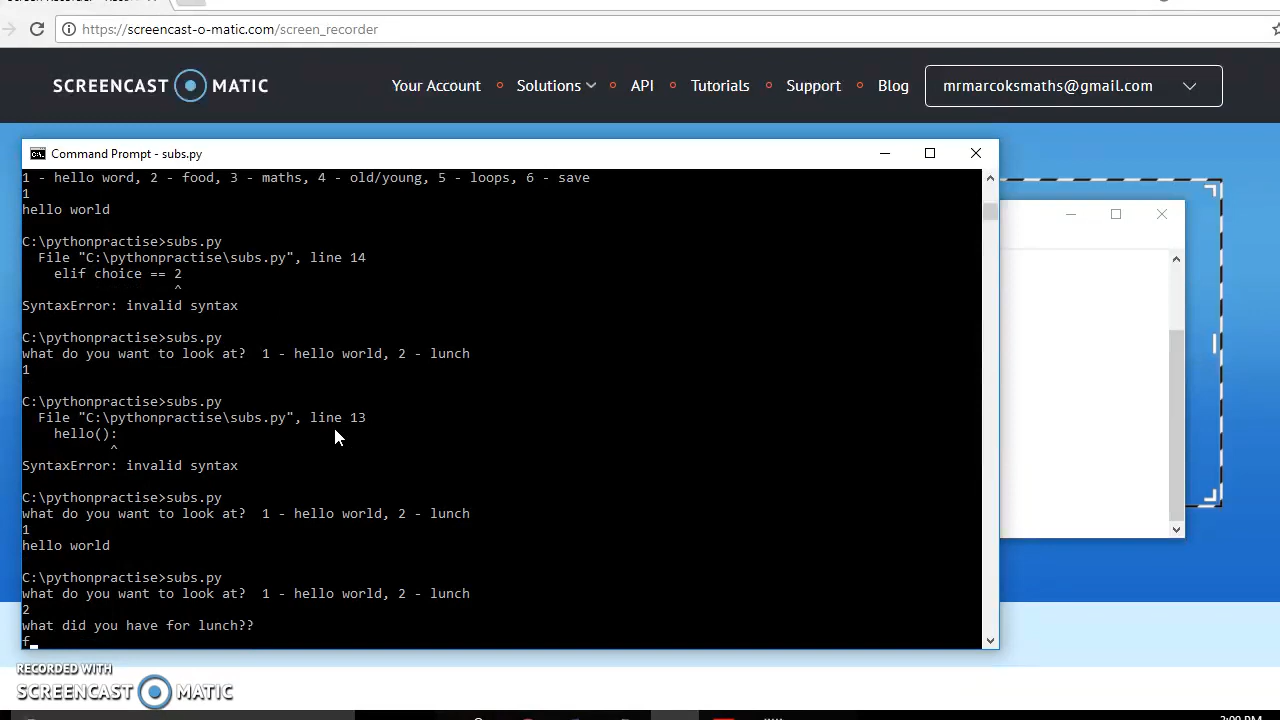 https://screencast-o-matic.com/screen_recorder
SCREENCAST MATIC
Your Account Solutions API Tutorials Support Blog mrmarcoksmaths@gmail.com
Command Prompt - subs.py
1 - hello word, 2 - food, 3 - maths, 4 - old/young, 5 - loops, 6 - save
1
hello world
C:\pythonpractise>subs.py
File "C:\pythonpractise\subs.py", line 14
elif choice == 2
^
SyntaxError: invalid syntax
C:\pythonpractise>subs.py
what do you want to look at?  1 - hello world, 2 - lunch
1
C:\pythonpractise>subs.py
File "C:\pythonpractise\subs.py", line 13
hello():
^
SyntaxError: invalid syntax
C:\pythonpractise>subs.py
what do you want to look at?  1 - hello world, 2 - lunch
1
hello world
C:\pythonpractise>subs.py
what do you want to look at?  1 - hello world, 2 - lunch
2
what did you have for lunch??
f
RECORDED WITH
SCREENCAST MATIC